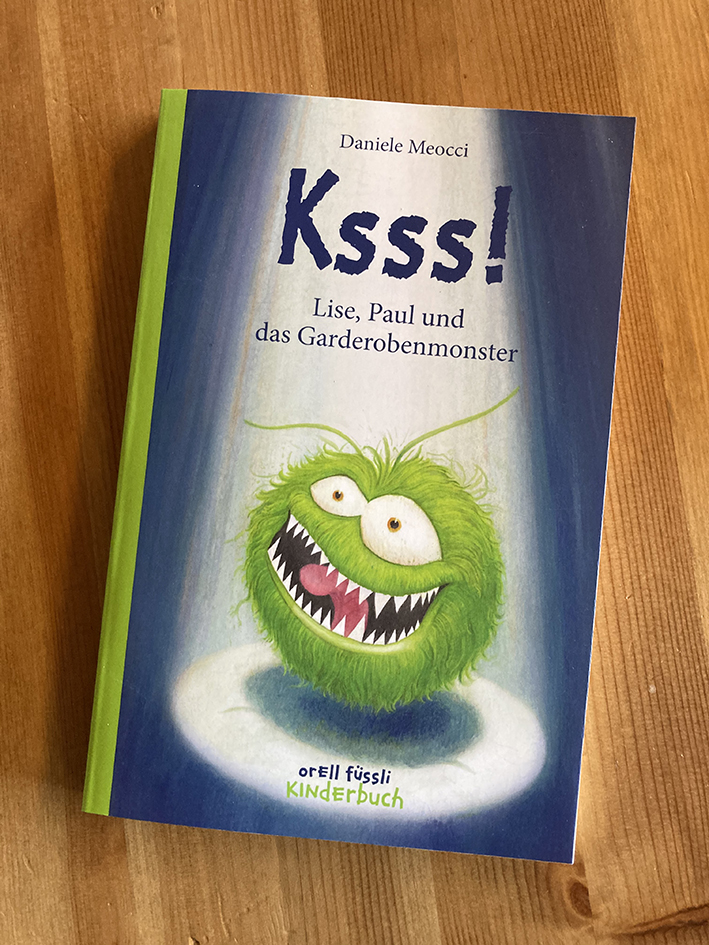 Daniele Meocci
Ksss!
Lise, Paul und
das Garderobenmonster
orell füssli
Kinderbuch